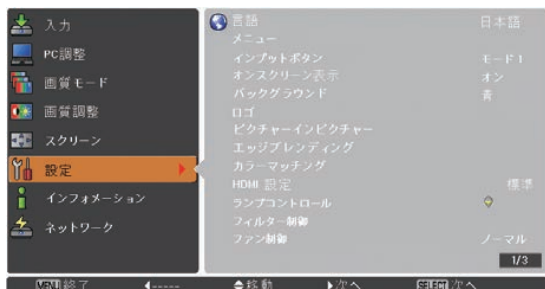 入力
PC調整
画質モード
画質調整
スクリーン
設定
インフォメーション
ネットワーク
言語 日本語
メニュー
インプットボタン モード1
オンスクリーン表示 オン
バックグラウンド 青
ロゴ
ピクチャーインピクチャー
エッジブレンディング
カラーマッチング
HDMI 設定 標準
ランプコントロール
フィルター制御
ファン制御 ノーマル
1/3
MENU 終了 ◀----- 移動 ▶次へ SELECT 次へ